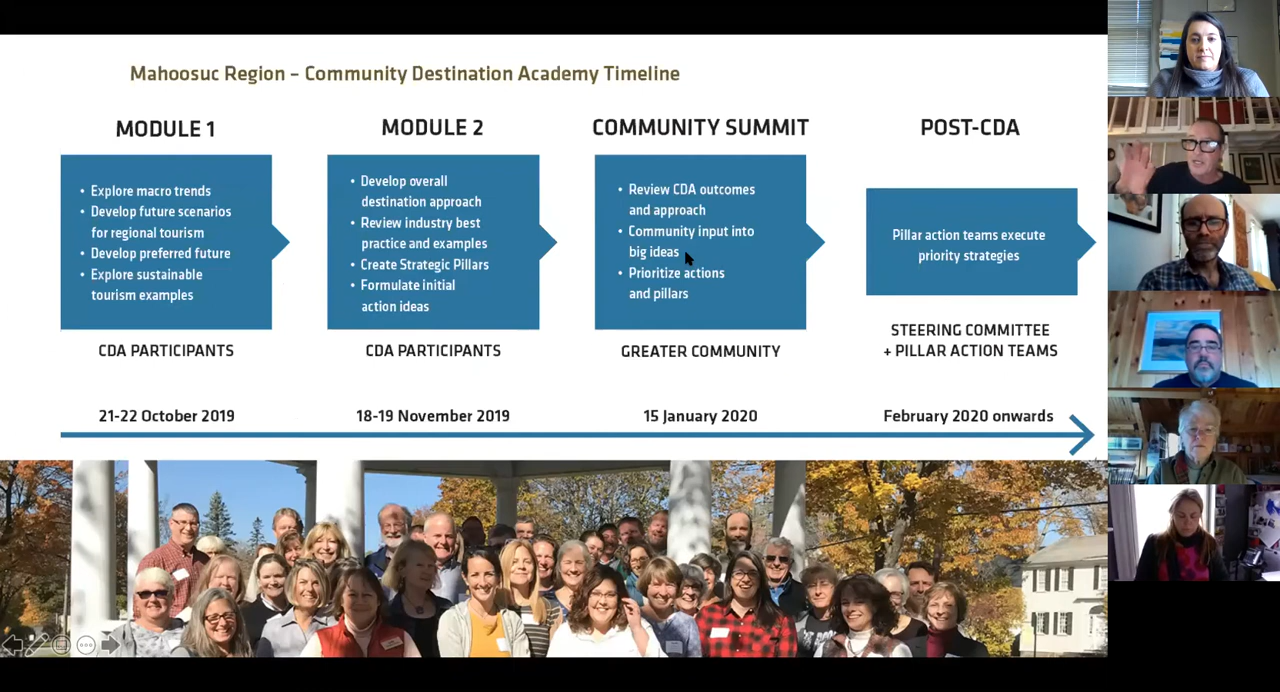 Mahoosuc Region – Community Destination Academy Timeline
MODULE 1
• Explore macro trends
• Develop future scenarios
for regional tourism
• Develop preferred future
• Explore sustainable
tourism examples
CDA PARTICIPANTS
21-22 October 2019
MODULE 2
• Develop overall
destination approach
• Review industry best
practice and examples
• Create Strategic Pillars
• Formulate initial
action ideas
CDA PARTICIPANTS
18-19 November 2019
COMMUNITY SUMMIT
• Review CDA outcomes
and approach
• Community input into
big ideas
• Prioritize actions
and pillars
GREATER COMMUNITY
15 January 2020
POST-CDA
Pillar action teams execute
priority strategies
STEERING COMMITTEE
+ PILLAR ACTION TEAMS
February 2020 onwards